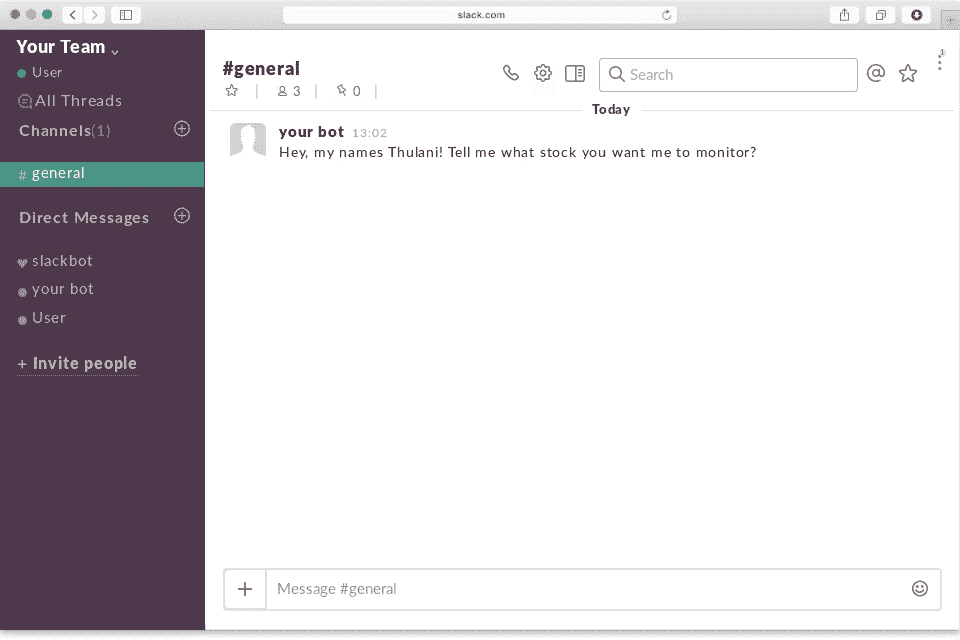 slack.com
Your Team
User
All Threads
Channels(1)
# general
Direct Messages
slackbot
your bot
User
+ Invite people
#general
3
0
Search
1
Today
your bot 13:02
Hey, my names Thulani! Tell me what stock you want me to monitor?
Message #general